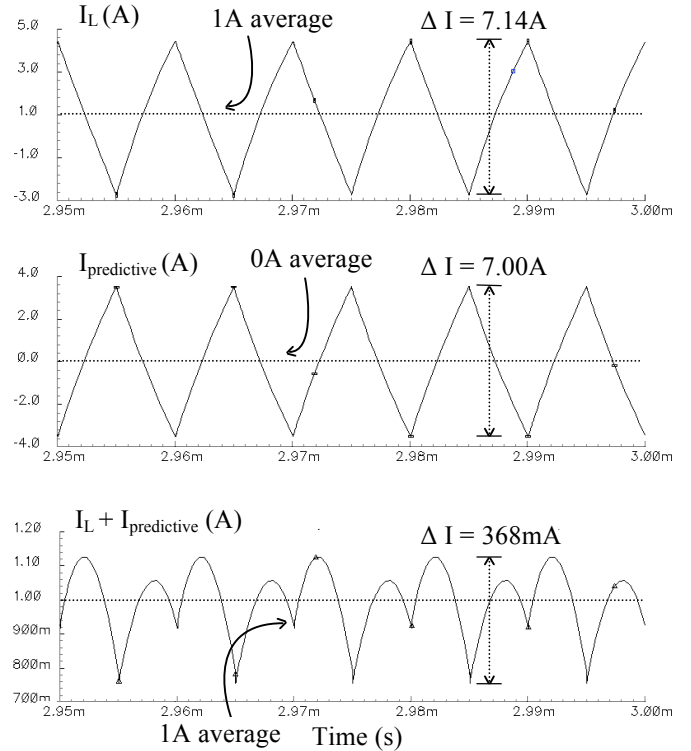 I_L (A)
1A average
Δ I = 7.14A
5.0
3.0
1.0
-1.0
-3.0
2.95m 2.96m 2.97m 2.98m 2.99m 3.00m
I_predictive (A)
0A average
Δ I = 7.00A
4.0
2.0
0.0
-2.0
-4.0
2.95m 2.96m 2.97m 2.98m 2.99m 3.00m
I_L + I_predictive (A)
Δ I = 368mA
1.20
1.10
1.00
900m
800m
700m
2.95m 2.96m 2.97m 2.98m 2.99m 3.00m
1A average
Time (s)